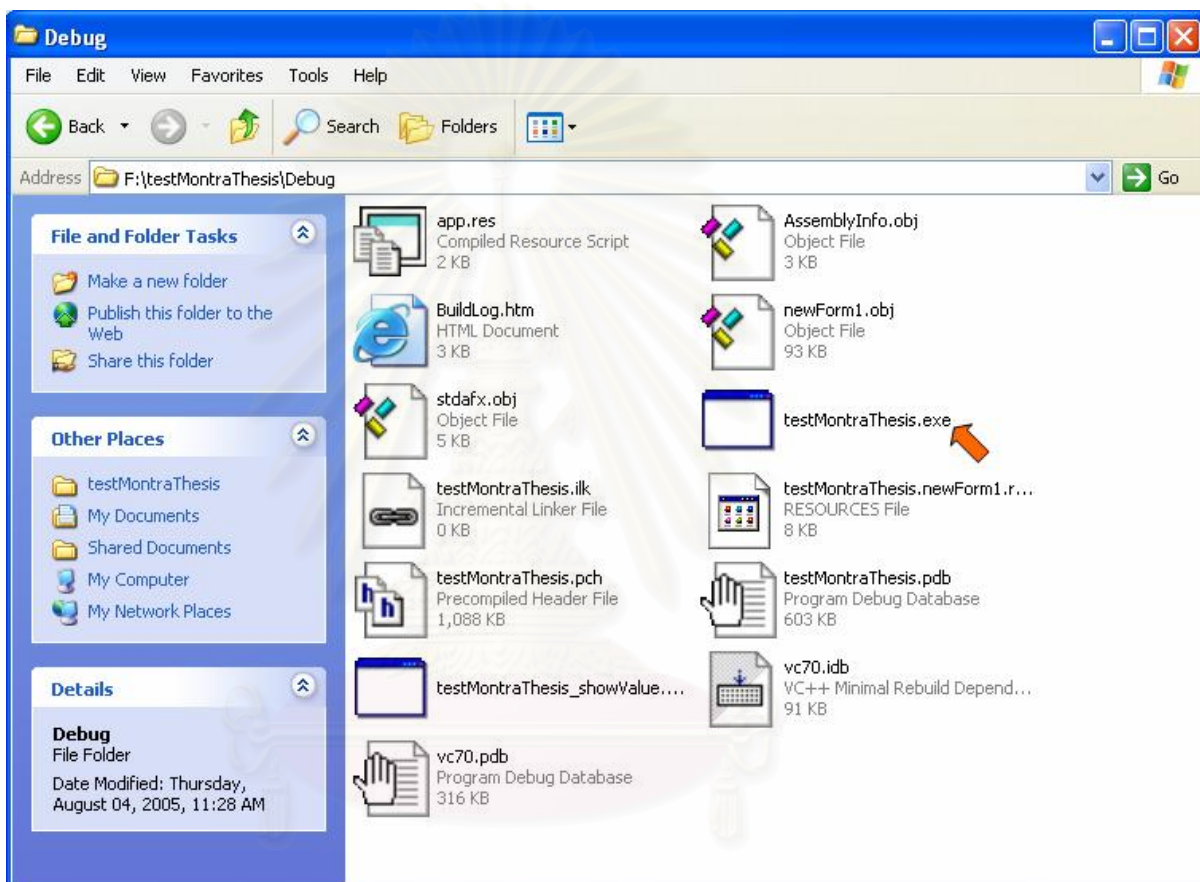 Debug
File Edit View Favorites Tools Help
Back Search Folders
Address F:\testMontraThesis\Debug Go
File and Folder Tasks
Make a new folder
Publish this folder to the
Web
Share this folder
Other Places
testMontraThesis
My Documents
Shared Documents
My Computer
My Network Places
Details
Debug
File Folder
Date Modified: Thursday,
August 04, 2005, 11:28 AM
app.res
Compiled Resource Script
2 KB
AssemblyInfo.obj
Object File
3 KB
BuildLog.htm
HTML Document
3 KB
newForm1.obj
Object File
93 KB
stdafx.obj
Object File
5 KB
testMontraThesis.exe
testMontraThesis.ilk
Incremental Linker File
0 KB
testMontraThesis.newForm1.r...
RESOURCES File
8 KB
testMontraThesis.pch
Precompiled Header File
1,088 KB
testMontraThesis.pdb
Program Debug Database
603 KB
testMontraThesis_showValue....
vc70.idb
VC++ Minimal Rebuild Depend...
91 KB
vc70.pdb
Program Debug Database
316 KB